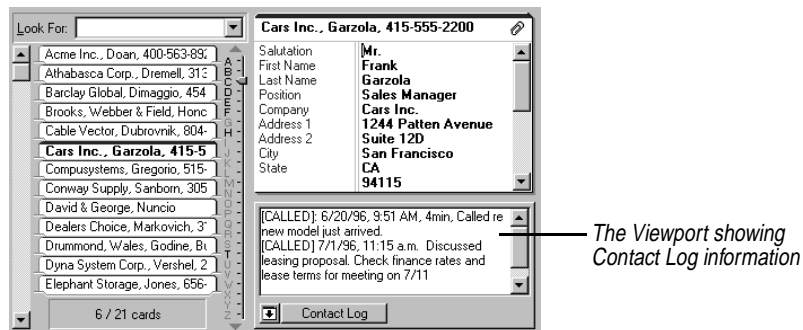 Look For:
Acme Inc., Doan, 400-563-892
Athabasca Corp., Dremell, 313
Barclay Global, Dimaggio, 454
Brooks, Webber & Field, Honc
Cable Vector, Dubrovnik, 804-
Cars Inc., Garzola, 415-5
Compusystems, Gregorio, 515-
Conway Supply, Sanborn, 305
David & George, Nuncio
Dealers Choice, Markovich, 3
Drummond, Wales, Godine, Bu
Dyna System Corp., Vershel, 2
Elephant Storage, Jones, 656-
6 / 21 cards
A
B
C
D
E
F
G
H
I
J
K
L
M
N
O
P
Q
R
S
T
U
V
W
X
Y
Z
Cars Inc., Garzola, 415-555-2200
Salutation Mr.
First Name Frank
Last Name Garzola
Position Sales Manager
Company Cars Inc.
Address 1 1244 Patten Avenue
Address 2 Suite 12D
City San Francisco
State CA
94115
[CALLED]: 6/20/96, 9:51 AM, 4min, Called re
new model just arrived.
[CALLED] 7/1/96, 11:15 a.m. Discussed
leasing proposal. Check finance rates and
lease terms for meeting on 7/11
Contact Log
The Viewport showing
Contact Log information